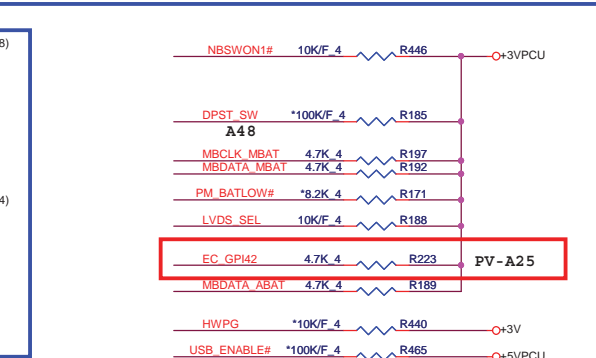 8)
NBSWON1# 10K/F_4 R446 +3VPCU
DPST_SW *100K/F_4 R185
A48
MBCLK_MBAT 4.7K_4 R197
MBDATA_MBAT 4.7K_4 R192
PM_BATLOW# *8.2K_4 R171
4)
LVDS_SEL 10K/F_4 R188
EC_GPI42 4.7K_4 R223 PV-A25
MBDATA_ABAT 4.7K_4 R189
HWPG *10K/F_4 R440 +3V
USB_ENABLE# *100K/F_4 R465 +5VPCU